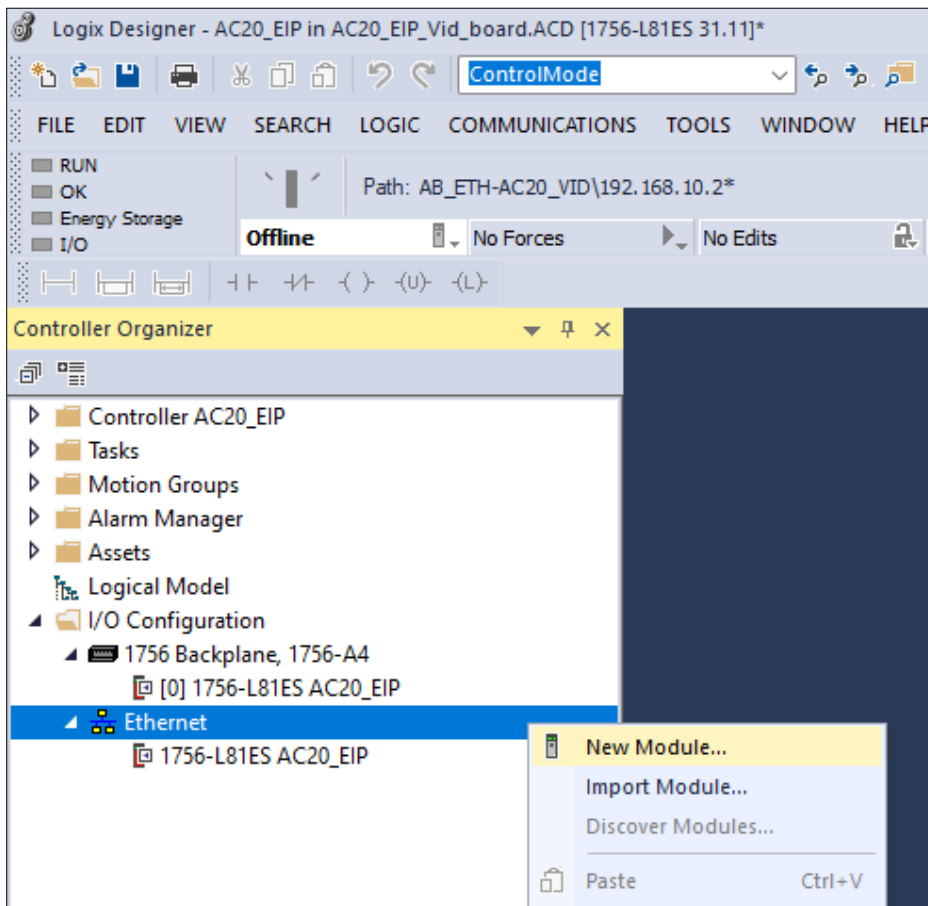 Logix Designer - AC20_EIP in AC20_EIP_Vid_board.ACD [1756-L81ES 31.11]*
ControlMode
FILE EDIT VIEW SEARCH LOGIC COMMUNICATIONS TOOLS WINDOW HELP
RUN
OK
Energy Storage
I/O
Path: AB_ETH-AC20_VID\192.168.10.2*
Offline No Forces No Edits
(U) (L)
Controller Organizer
Controller AC20_EIP
Tasks
Motion Groups
Alarm Manager
Assets
Logical Model
I/O Configuration
1756 Backplane, 1756-A4
[0] 1756-L81ES AC20_EIP
Ethernet
1756-L81ES AC20_EIP
New Module...
Import Module...
Discover Modules...
Paste Ctrl+V